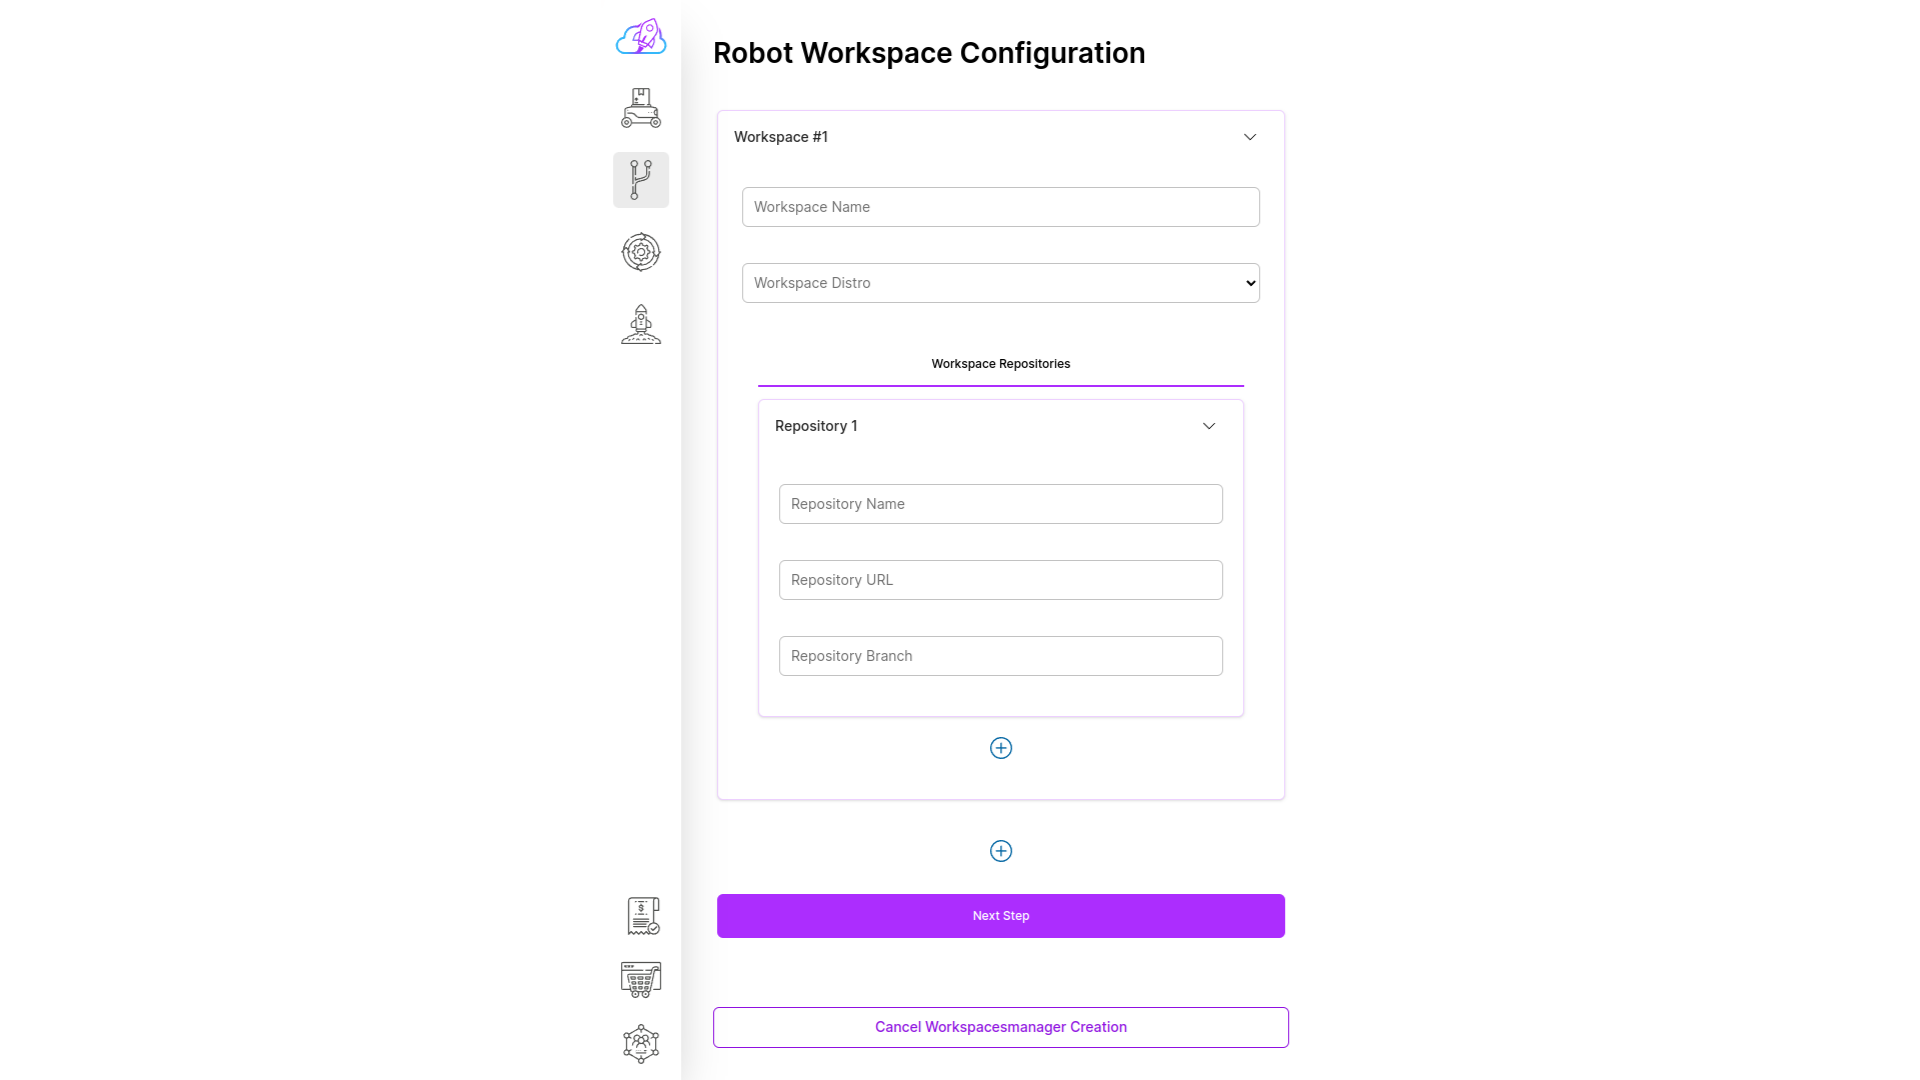 Robot Workspace Configuration
Workspace #1
Workspace Name
Workspace Distro
Workspace Repositories
Repository 1
Repository Name
Repository URL
Repository Branch
Next Step
Cancel Workspacesmanager Creation